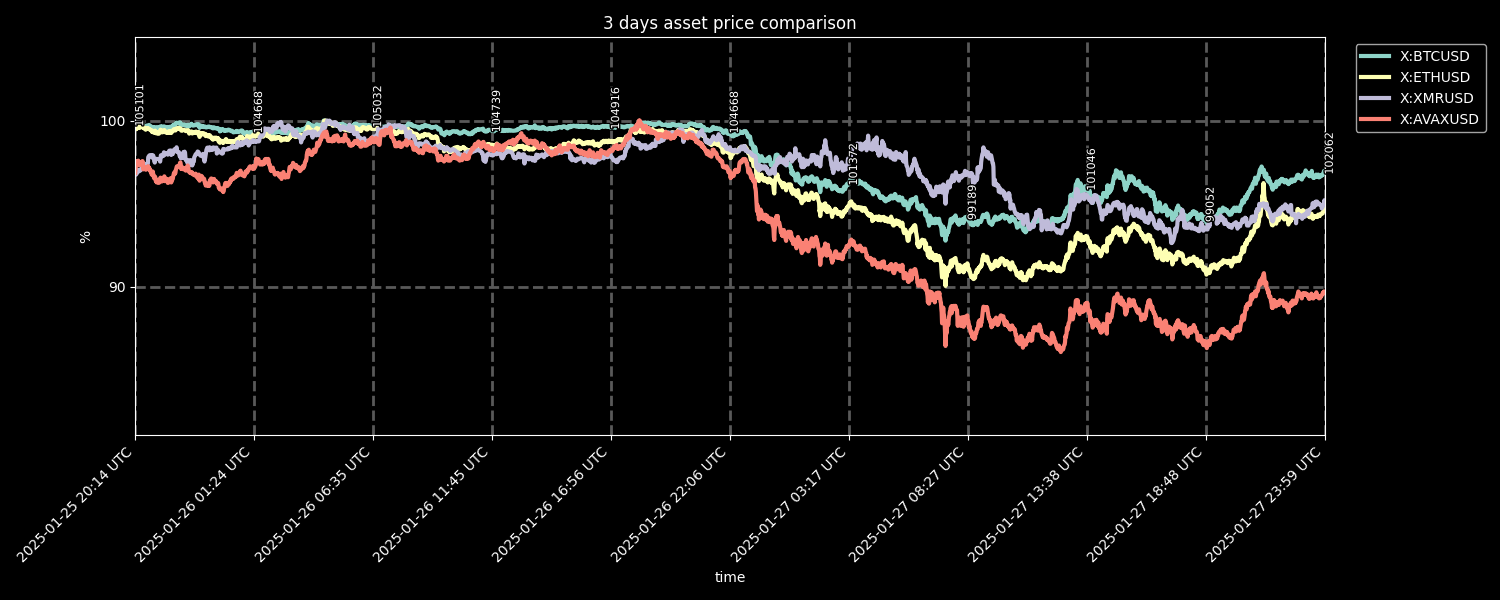 3 days asset price comparison
X:BTCUSD
X:ETHUSD
X:XMRUSD
X:AVAXUSD
105101
104668
105032
104739
104916
104668
101372
99189
101046
99052
102062
100
90
%
2025-01-25 20:14 UTC
2025-01-26 01:24 UTC
2025-01-26 06:35 UTC
2025-01-26 11:45 UTC
2025-01-26 16:56 UTC
2025-01-26 22:06 UTC
2025-01-27 03:17 UTC
2025-01-27 08:27 UTC
2025-01-27 13:38 UTC
2025-01-27 18:48 UTC
2025-01-27 23:59 UTC
time